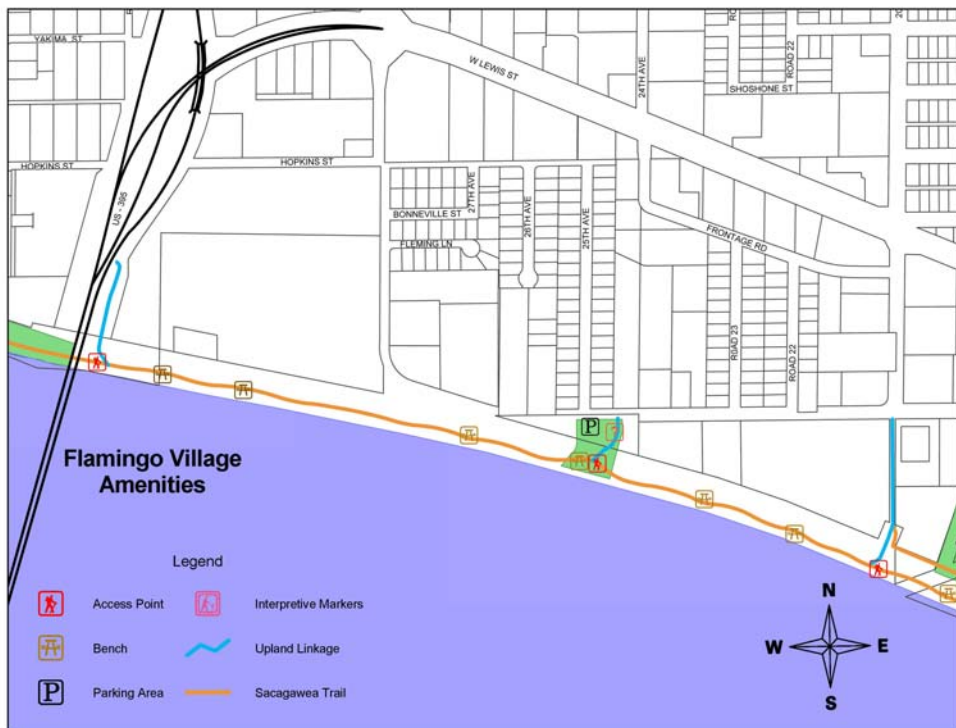 YAKIMA ST
W LEWIS ST
24TH AVE
ROAD 22
SHOSHONE ST
HOPKINS ST
HOPKINS ST
US - 395
27TH AVE
26TH AVE
25TH AVE
BONNEVILLE ST
FLEMING LN
FRONTAGE RD
ROAD 23
ROAD 22
P
Flamingo Village
Amenities
Legend
Access Point
Interpretive Markers
Bench
Upland Linkage
P
Parking Area
Sacagawea Trail
N
W
E
S